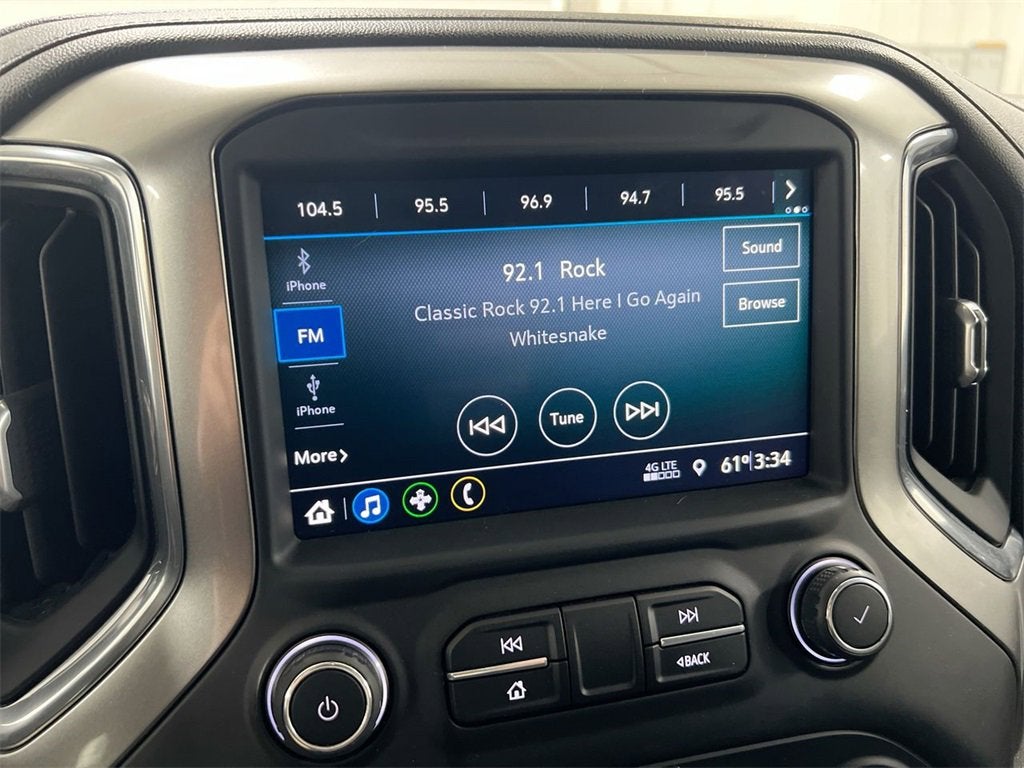 104.5 95.5 96.9 94.7 95.5
iPhone
FM
iPhone
More
92.1 Rock
Classic Rock 92.1 Here I Go Again
Whitesnake
Sound
Browse
Tune
4G LTE
61° 3:34
BACK